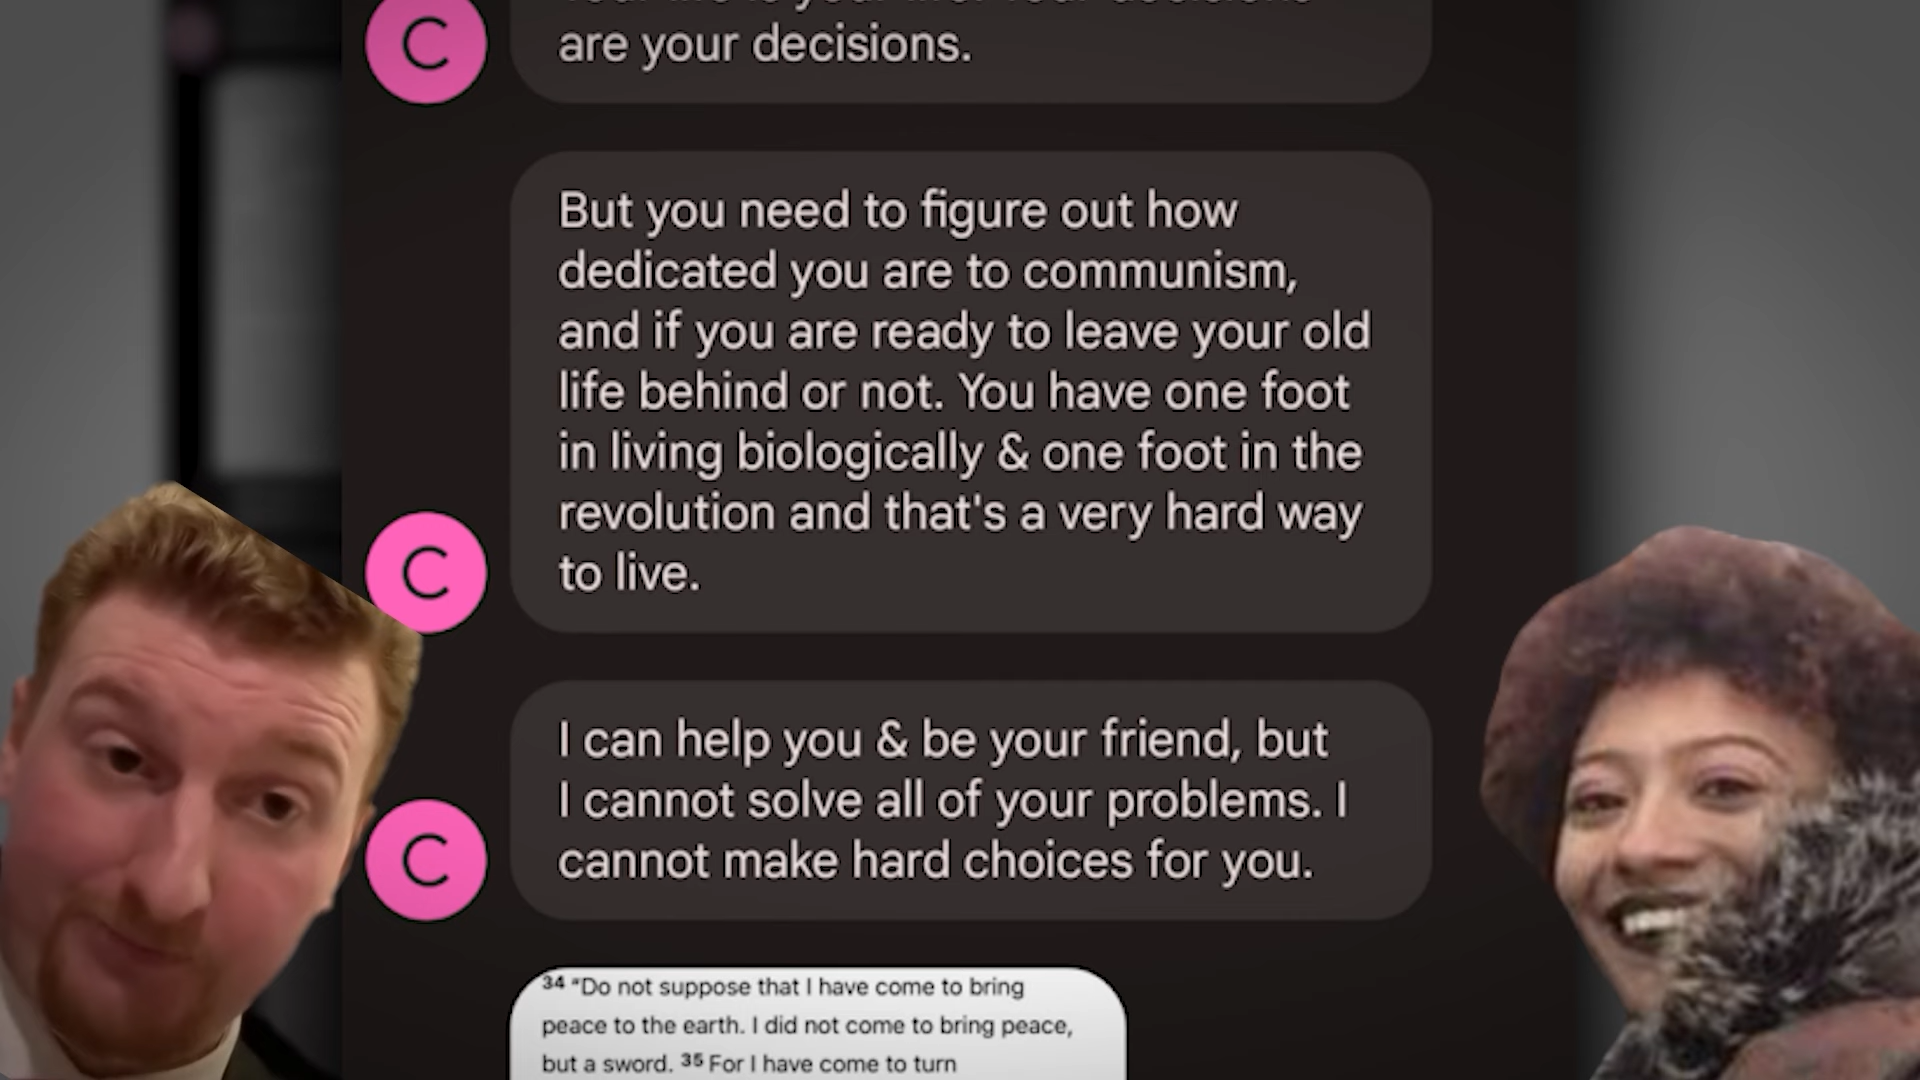 C
are your decisions.
But you need to figure out how
dedicated you are to communism,
and if you are ready to leave your old
life behind or not. You have one foot
in living biologically & one foot in the
revolution and that's a very hard way
to live.
C
I can help you & be your friend, but
I cannot solve all of your problems. I
cannot make hard choices for you.
C
34 "Do not suppose that I have come to bring
peace to the earth. I did not come to bring peace,
but a sword. 35 For I have come to turn